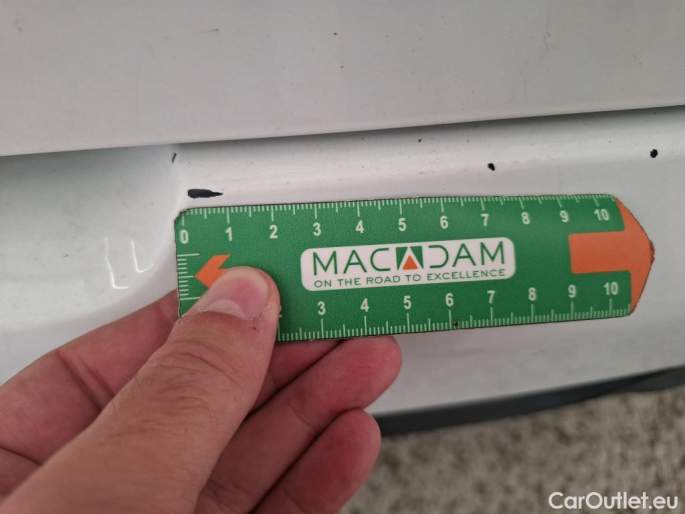 0 1 2 3 4 5 6 7 8 9 10
MACADAM
ON THE ROAD TO EXCELLENCE
2 3 4 5 6 7 8 9 10
CarOutlet.eu